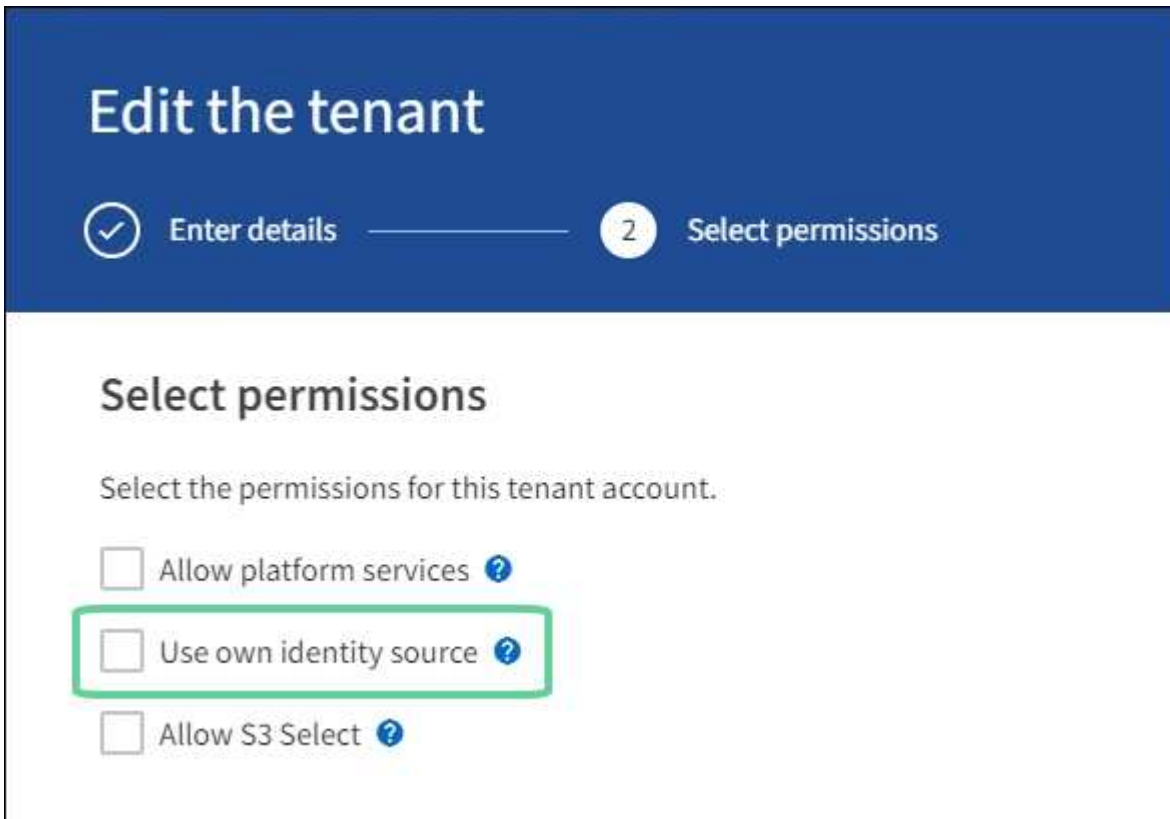 Edit the tenant
Enter details
2 Select permissions
Select permissions
Select the permissions for this tenant account.
Allow platform services ?
Use own identity source ?
Allow S3 Select ?